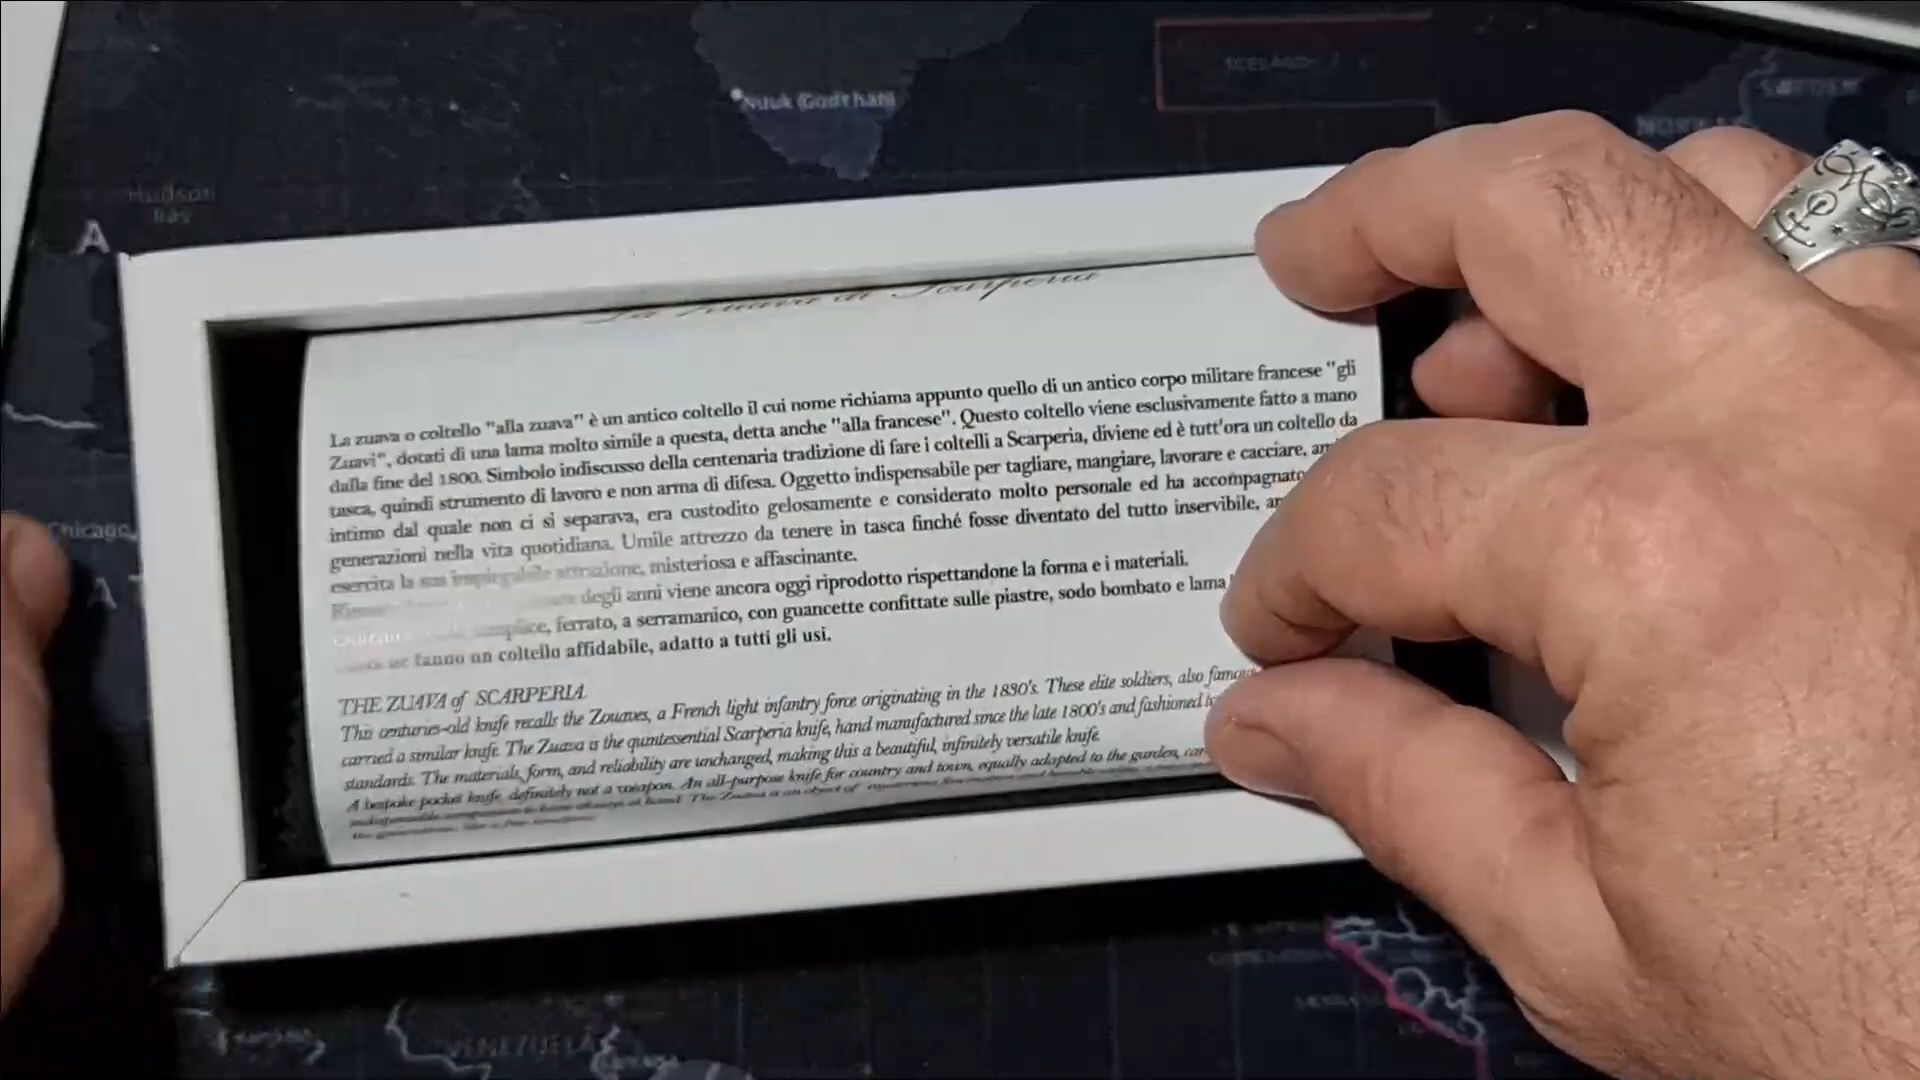 Nuuk (Godthab)
Hudson
Bay
A
Chicago
A
VENEZUELA
La Zuava di Scarperia
La zuava o coltello "alla zuava" è un antico coltello il cui nome richiama appunto quello di un antico corpo militare francese "gli
Zuavi", dotati di una lama molto simile a questa, detta anche "alla francese". Questo coltello viene esclusivamente fatto a mano
dalla fine del 1800. Simbolo indiscusso della centenaria tradizione di fare i coltelli a Scarperia, diviene ed è tutt'ora un coltello da
tasca, quindi strumento di lavoro e non arma di difesa. Oggetto indispensabile per tagliare, mangiare, lavorare e cacciare,
intimo dal quale non ci si separava, era custodito gelosamente e considerato molto personale ed ha accompagnato
generazioni nella vita quotidiana. Umile attrezzo da tenere in tasca finché fosse diventato del tutto inservibile,
esercita la sua inspiegabile attrazione, misteriosa e affascinante.
degli anni viene ancora oggi riprodotto rispettandone la forma e i materiali.
semplice, ferrato, a serramanico, con guancette confittate sulle piastre, sodo bombato e lama
ne fanno un coltello affidabile, adatto a tutti gli usi.
THE ZUAVA of SCARPERIA
This centuries-old knife recalls the Zouaves, a French light infantry force originating in the 1830's. These elite soldiers, also
carried a similar knife. The Zuava is the quintessential Scarperia knife, hand manufactured since the late 1800's and fashioned
standards. The materials, form, and reliability are unchanged, making this a beautiful, infinitely versatile knife.
A bespoke pocket knife, definitely not a weapon. An all-purpose knife for country and town, equally adapted to the garden,